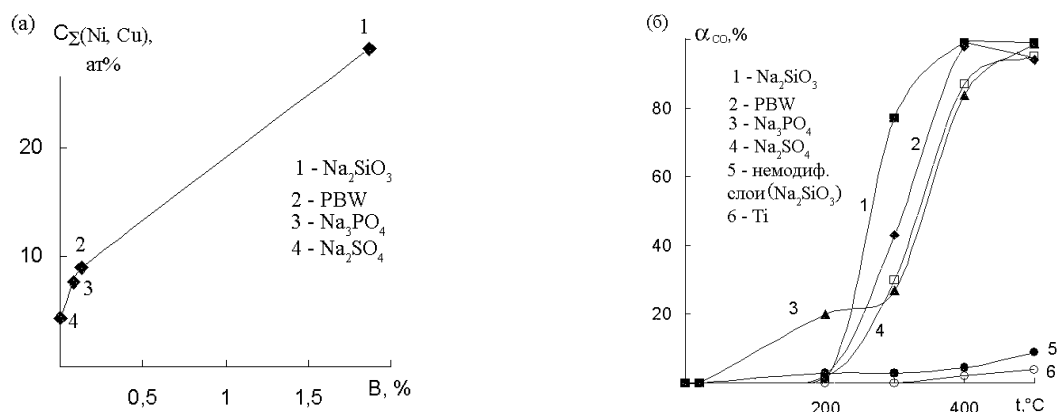 (а)
C_Σ(Ni, Cu),
ат%
20
10
0,5
1
1,5
B, %
1
2
3
4
1 - Na₂SiO₃
2 - PBW
3 - Na₃PO₄
4 - Na₂SO₄
(б)
α_CO,%
80
60
40
20
200
400
t,°C
1 - Na₂SiO₃
2 - PBW
3 - Na₃PO₄
4 - Na₂SO₄
5 - немодиф.
слои (Na₂SiO₃)
6 - Ti
1
2
3
4
5
6